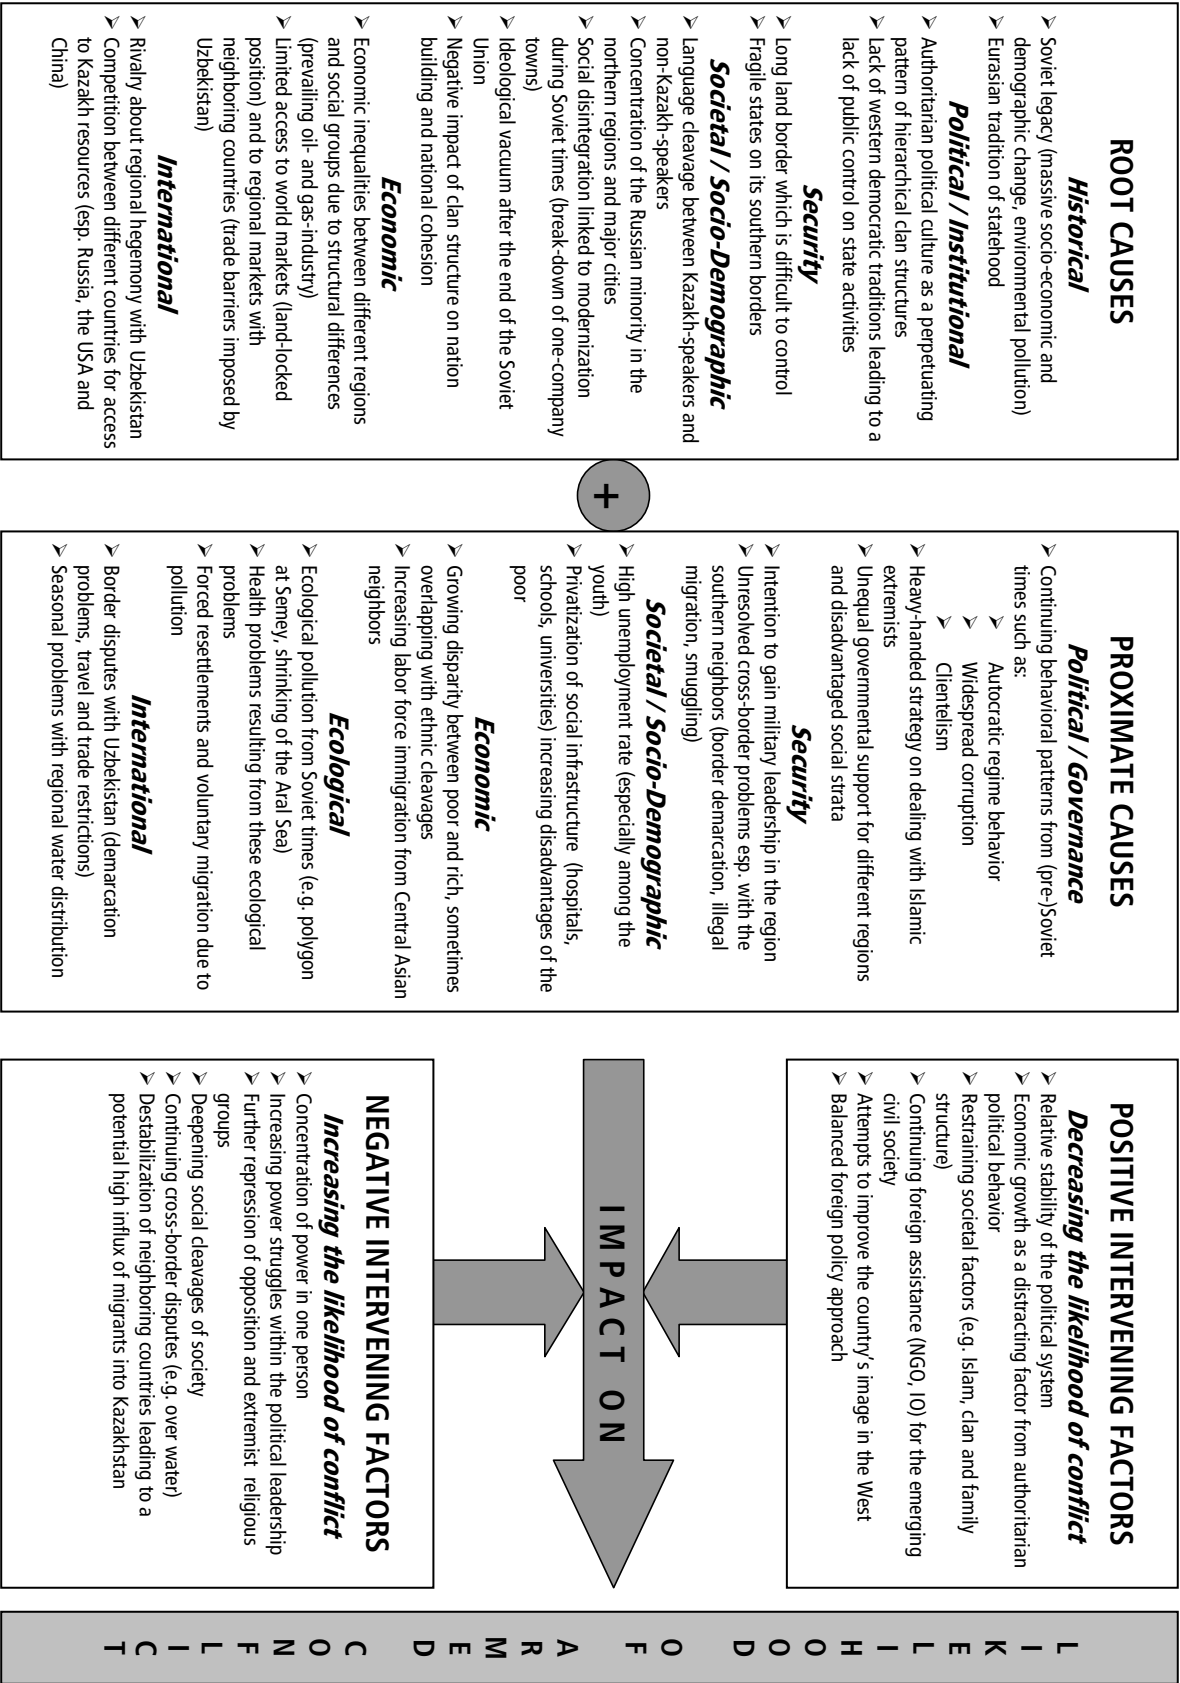 ROOT CAUSES
Historical
➢ Soviet legacy (massive socio-economic and
demographic change, environmental pollution)
➢ Eurasian tradition of statehood
Political / Institutional
➢ Authoritarian political culture as a perpetuating
pattern of hierarchical clan structures
➢ Lack of western democratic traditions leading to a
lack of public control on state activities
Security
➢ Long land border which is difficult to control
➢ Fragile states on its southern borders
Societal / Socio-Demographic
➢ Language cleavage between Kazakh-speakers and
non-Kazakh-speakers
➢ Concentration of the Russian minority in the
northern regions and major cities
➢ Social disintegration linked to modernization
during Soviet times (break-down of one-company
towns)
➢ Ideological vacuum after the end of the Soviet
Union
➢ Negative impact of clan structure on nation
building and national cohesion
Economic
➢ Economic inequalities between different regions
and social groups due to structural differences
(prevailing oil- and gas-industry)
➢ Limited access to world markets (land-locked
position) and to regional markets with
neighboring countries (trade barriers imposed by
Uzbekistan)
International
➢ Rivalry about regional hegemony with Uzbekistan
➢ Competition between different countries for access
to Kazakh resources (esp. Russia, the USA and
China)
+
PROXIMATE CAUSES
Political / Governance
➢ Continuing behavioral patterns from (pre-)Soviet
times such as:
➢ Autocratic regime behavior
➢ Widespread corruption
➢ Clientelism
➢ Heavy-handed strategy on dealing with Islamic
extremists
➢ Unequal governmental support for different regions
and disadvantaged social strata
Security
➢ Intention to gain military leadership in the region
➢ Unresolved cross-border problems esp. with the
southern neighbors (border demarcation, illegal
migration, smuggling)
Societal / Socio-Demographic
➢ High unemployment rate (especially among the
youth)
➢ Privatization of social infrastructure (hospitals,
schools, universities) increasing disadvantages of the
poor
Economic
➢ Growing disparity between poor and rich, sometimes
overlapping with ethnic cleavages
➢ Increasing labor force immigration from Central Asian
neighbors
Ecological
➢ Ecological pollution from Soviet times (e.g. polygon
at Semey, shrinking of the Aral Sea)
➢ Health problems resulting from these ecological
problems
➢ Forced resettlements and voluntary migration due to
pollution
International
➢ Border disputes with Uzbekistan (demarcation
problems, travel and trade restrictions)
➢ Seasonal problems with regional water distribution
POSITIVE INTERVENING FACTORS
Decreasing the likelihood of conflict
➢ Relative stability of the political system
➢ Economic growth as a distracting factor from authoritarian
political behavior
➢ Restraining societal factors (e.g. Islam, clan and family
structure)
➢ Continuing foreign assistance (NGO, IO) for the emerging
civil society
➢ Attempts to improve the country's image in the West
➢ Balanced foreign policy approach
IMPACT ON
NEGATIVE INTERVENING FACTORS
Increasing the likelihood of conflict
➢ Concentration of power in one person
➢ Increasing power struggles within the political leadership
➢ Further repression of opposition and extremist religious
groups
➢ Deepening social cleavages of society
➢ Continuing cross-border disputes (e.g. over water)
➢ Destabilization of neighboring countries leading to a
potential high influx of migrants into Kazakhstan
LIKELIHOOD OF ARMED CONFLICT